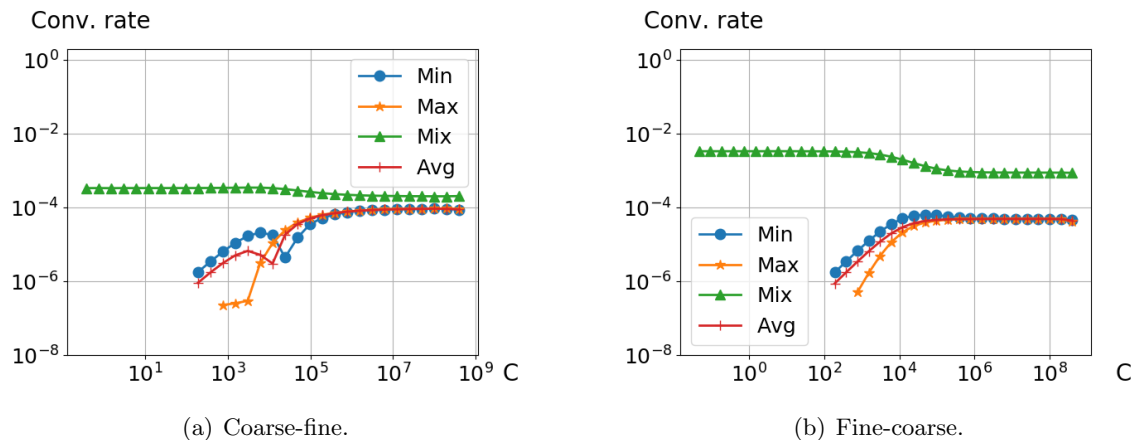 Conv. rate
10^0
10^-2
10^-4
10^-6
10^-8
10^1
10^3
10^5
10^7
10^9
C
Min
Max
Mix
Avg
(a) Coarse-fine.
Conv. rate
10^0
10^-2
10^-4
10^-6
10^-8
10^0
10^2
10^4
10^6
10^8
C
Min
Max
Mix
Avg
(b) Fine-coarse.